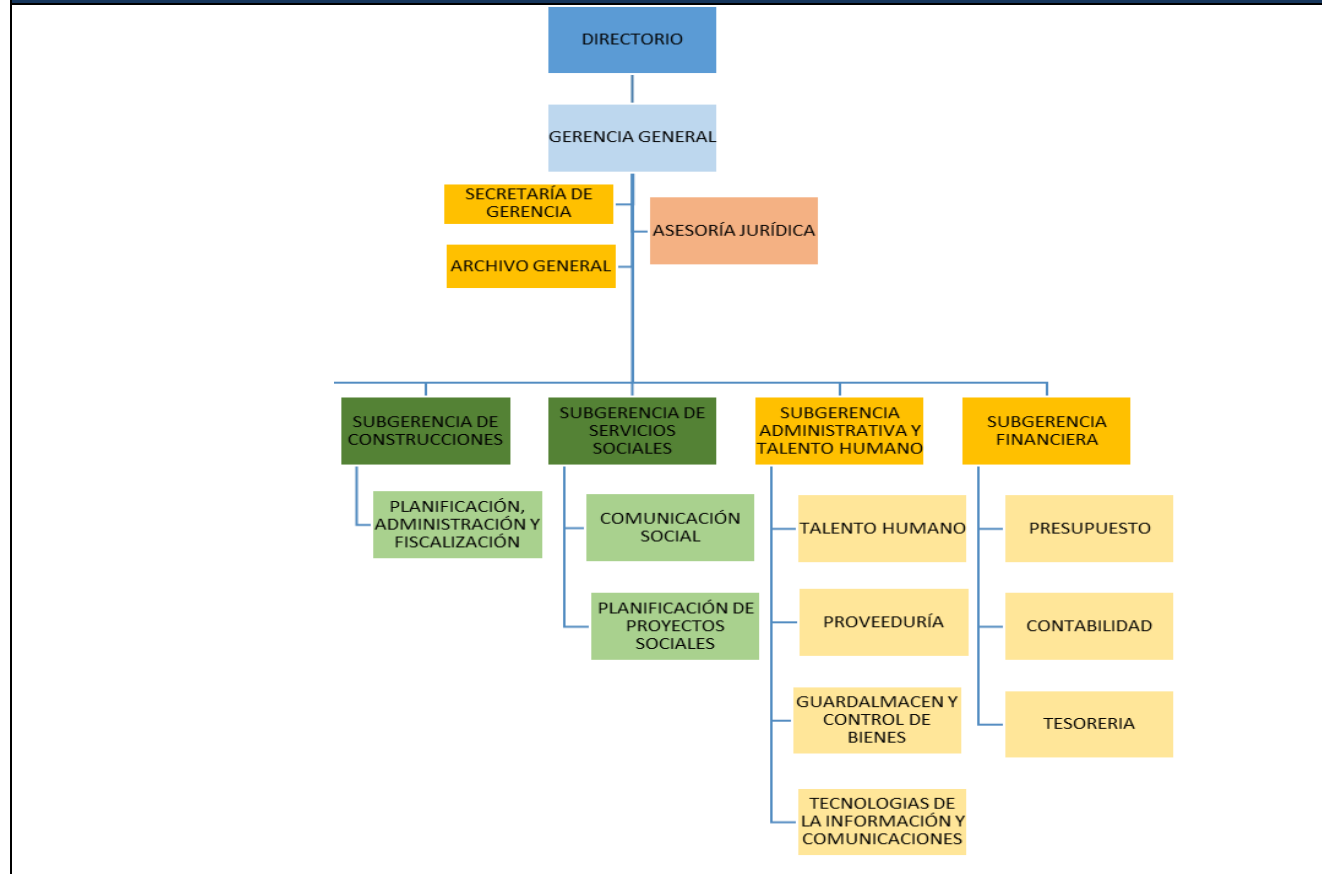 DIRECTORIO
GERENCIA GENERAL
SECRETARÍA DE
GERENCIA
ASESORÍA JURÍDICA
ARCHIVO GENERAL
SUBGERENCIA DE
CONSTRUCCIONES
SUBGERENCIA DE
SERVICIOS
SOCIALES
SUBGERENCIA
ADMINISTRATIVA Y
TALENTO HUMANO
SUBGERENCIA
FINANCIERA
PLANIFICACIÓN,
ADMINISTRACIÓN Y
FISCALIZACIÓN
COMUNICACIÓN
SOCIAL
TALENTO HUMANO
PRESUPUESTO
PLANIFICACIÓN DE
PROYECTOS
SOCIALES
PROVEEDURÍA
CONTABILIDAD
GUARDALMACEN Y
CONTROL DE
BIENES
TESORERIA
TECNOLOGIAS DE
LA INFORMACIÓN Y
COMUNICACIONES